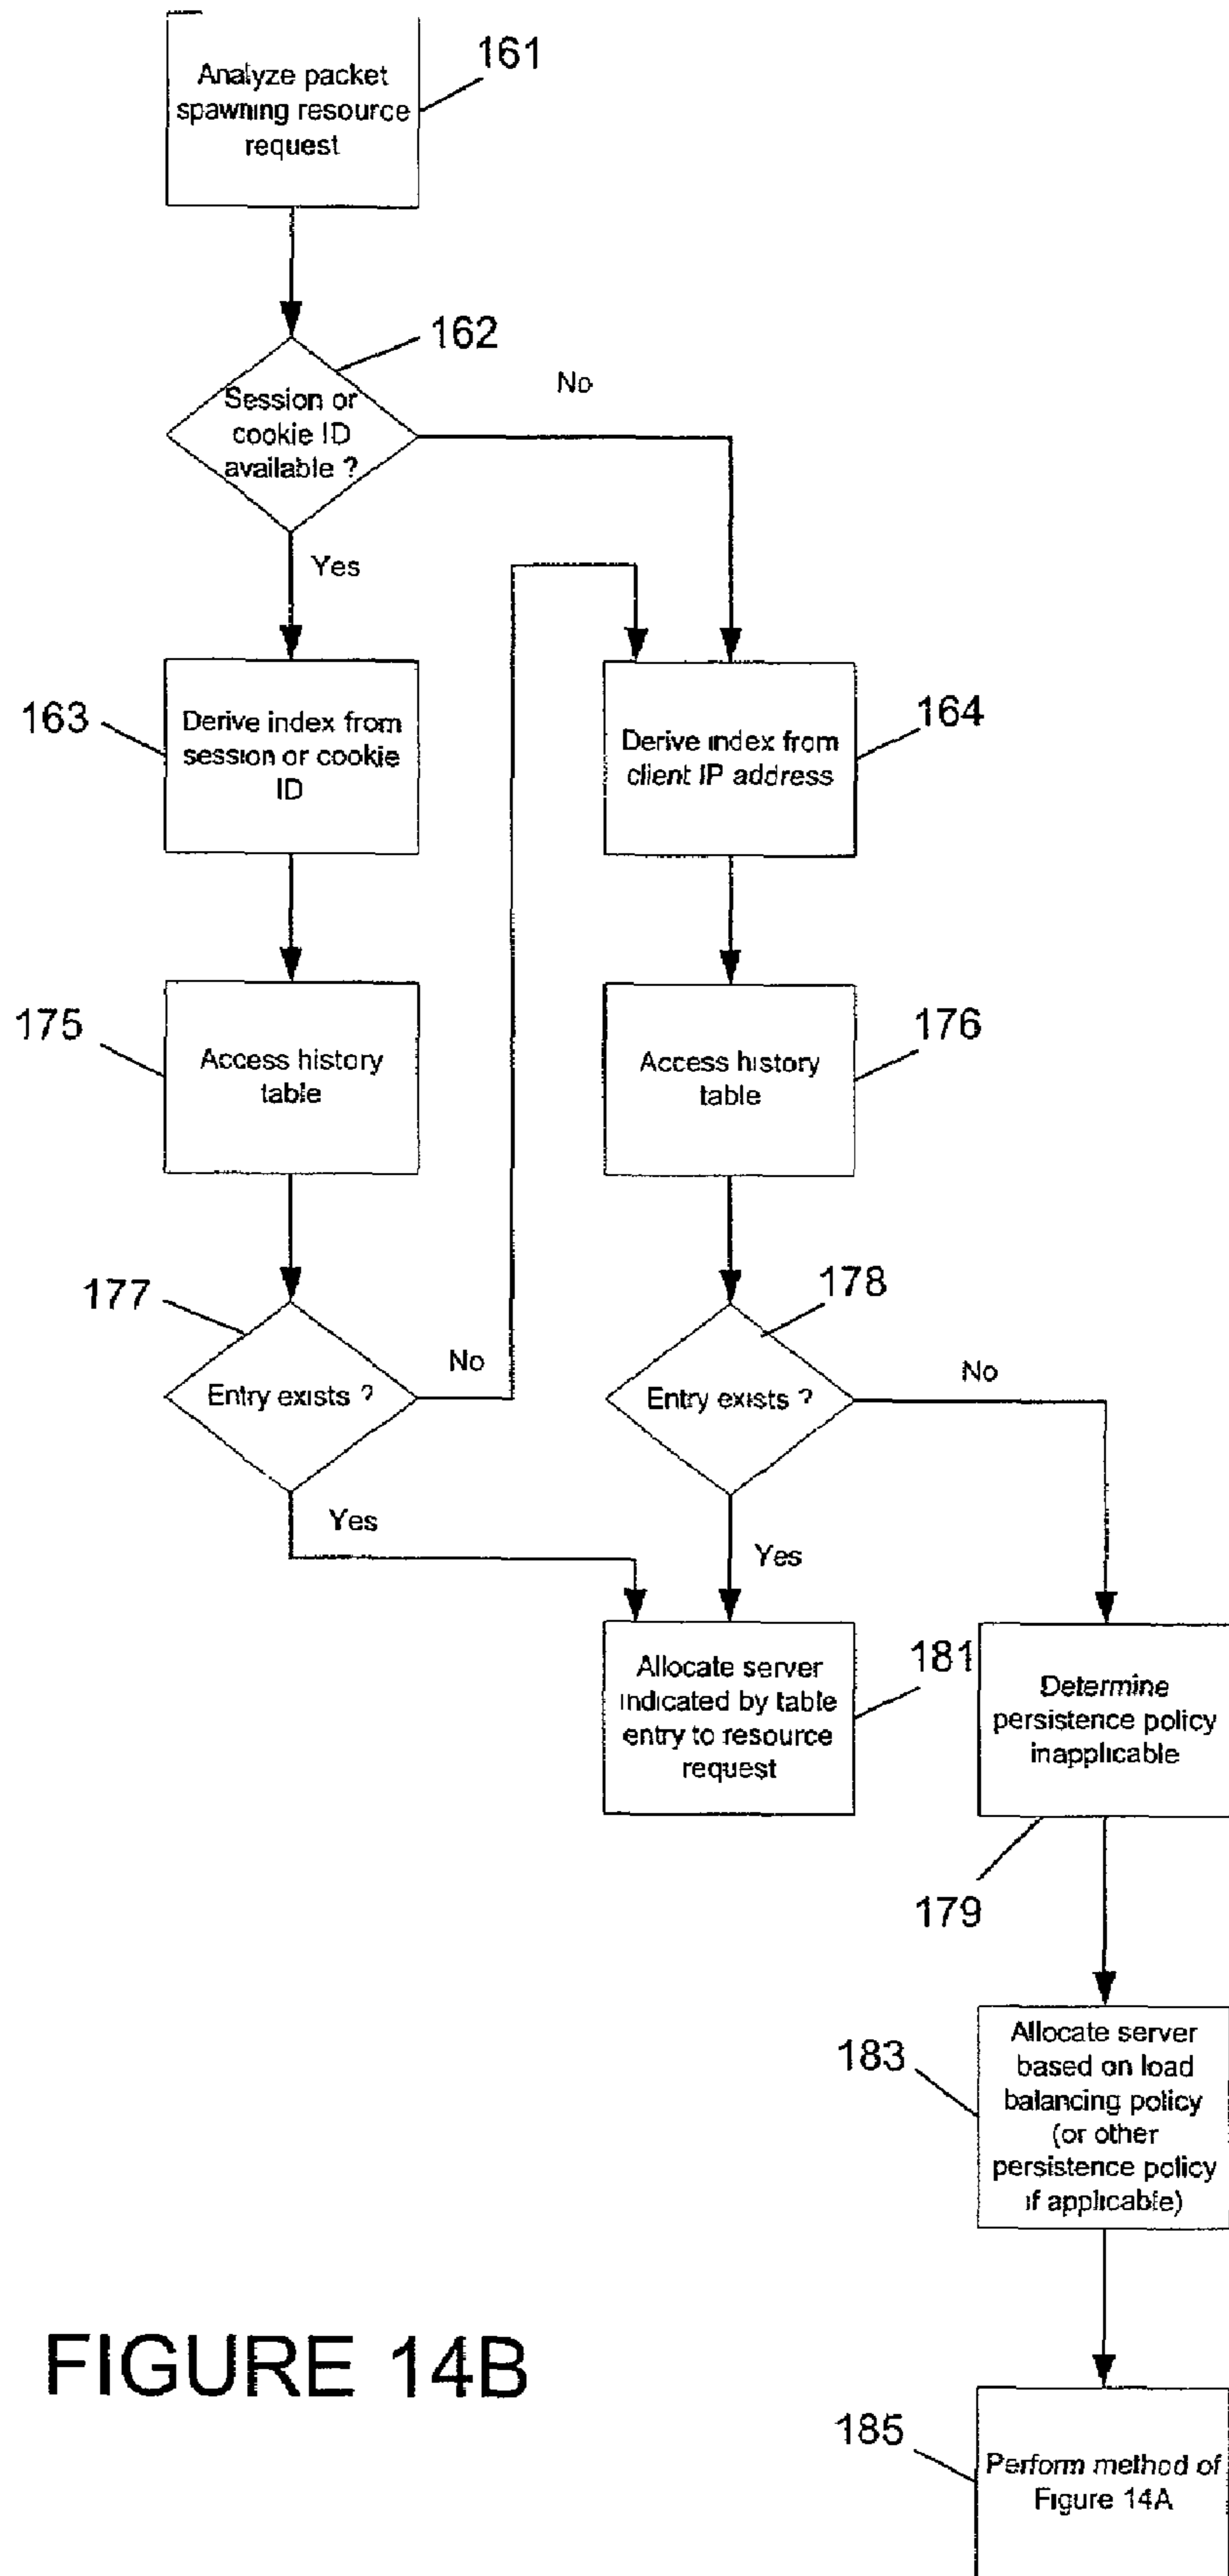 161
Analyze packet
spawning resource
request
162
No
Session or
cookie ID
available ?
Yes
163
Derive index from
session or cookie
ID
164
Derive index from
client IP address
175
Access history
table
176
Access history
table
177
Entry exists ?
No
Yes
178
Entry exists ?
No
Yes
181
Allocate server
indicated by table
entry to resource
request
Determine
persistence policy
inapplicable
179
183
Allocate server
based on load
balancing policy
(or other
persistence policy
if applicable)
185
Perform method of
Figure 14A
FIGURE 14B